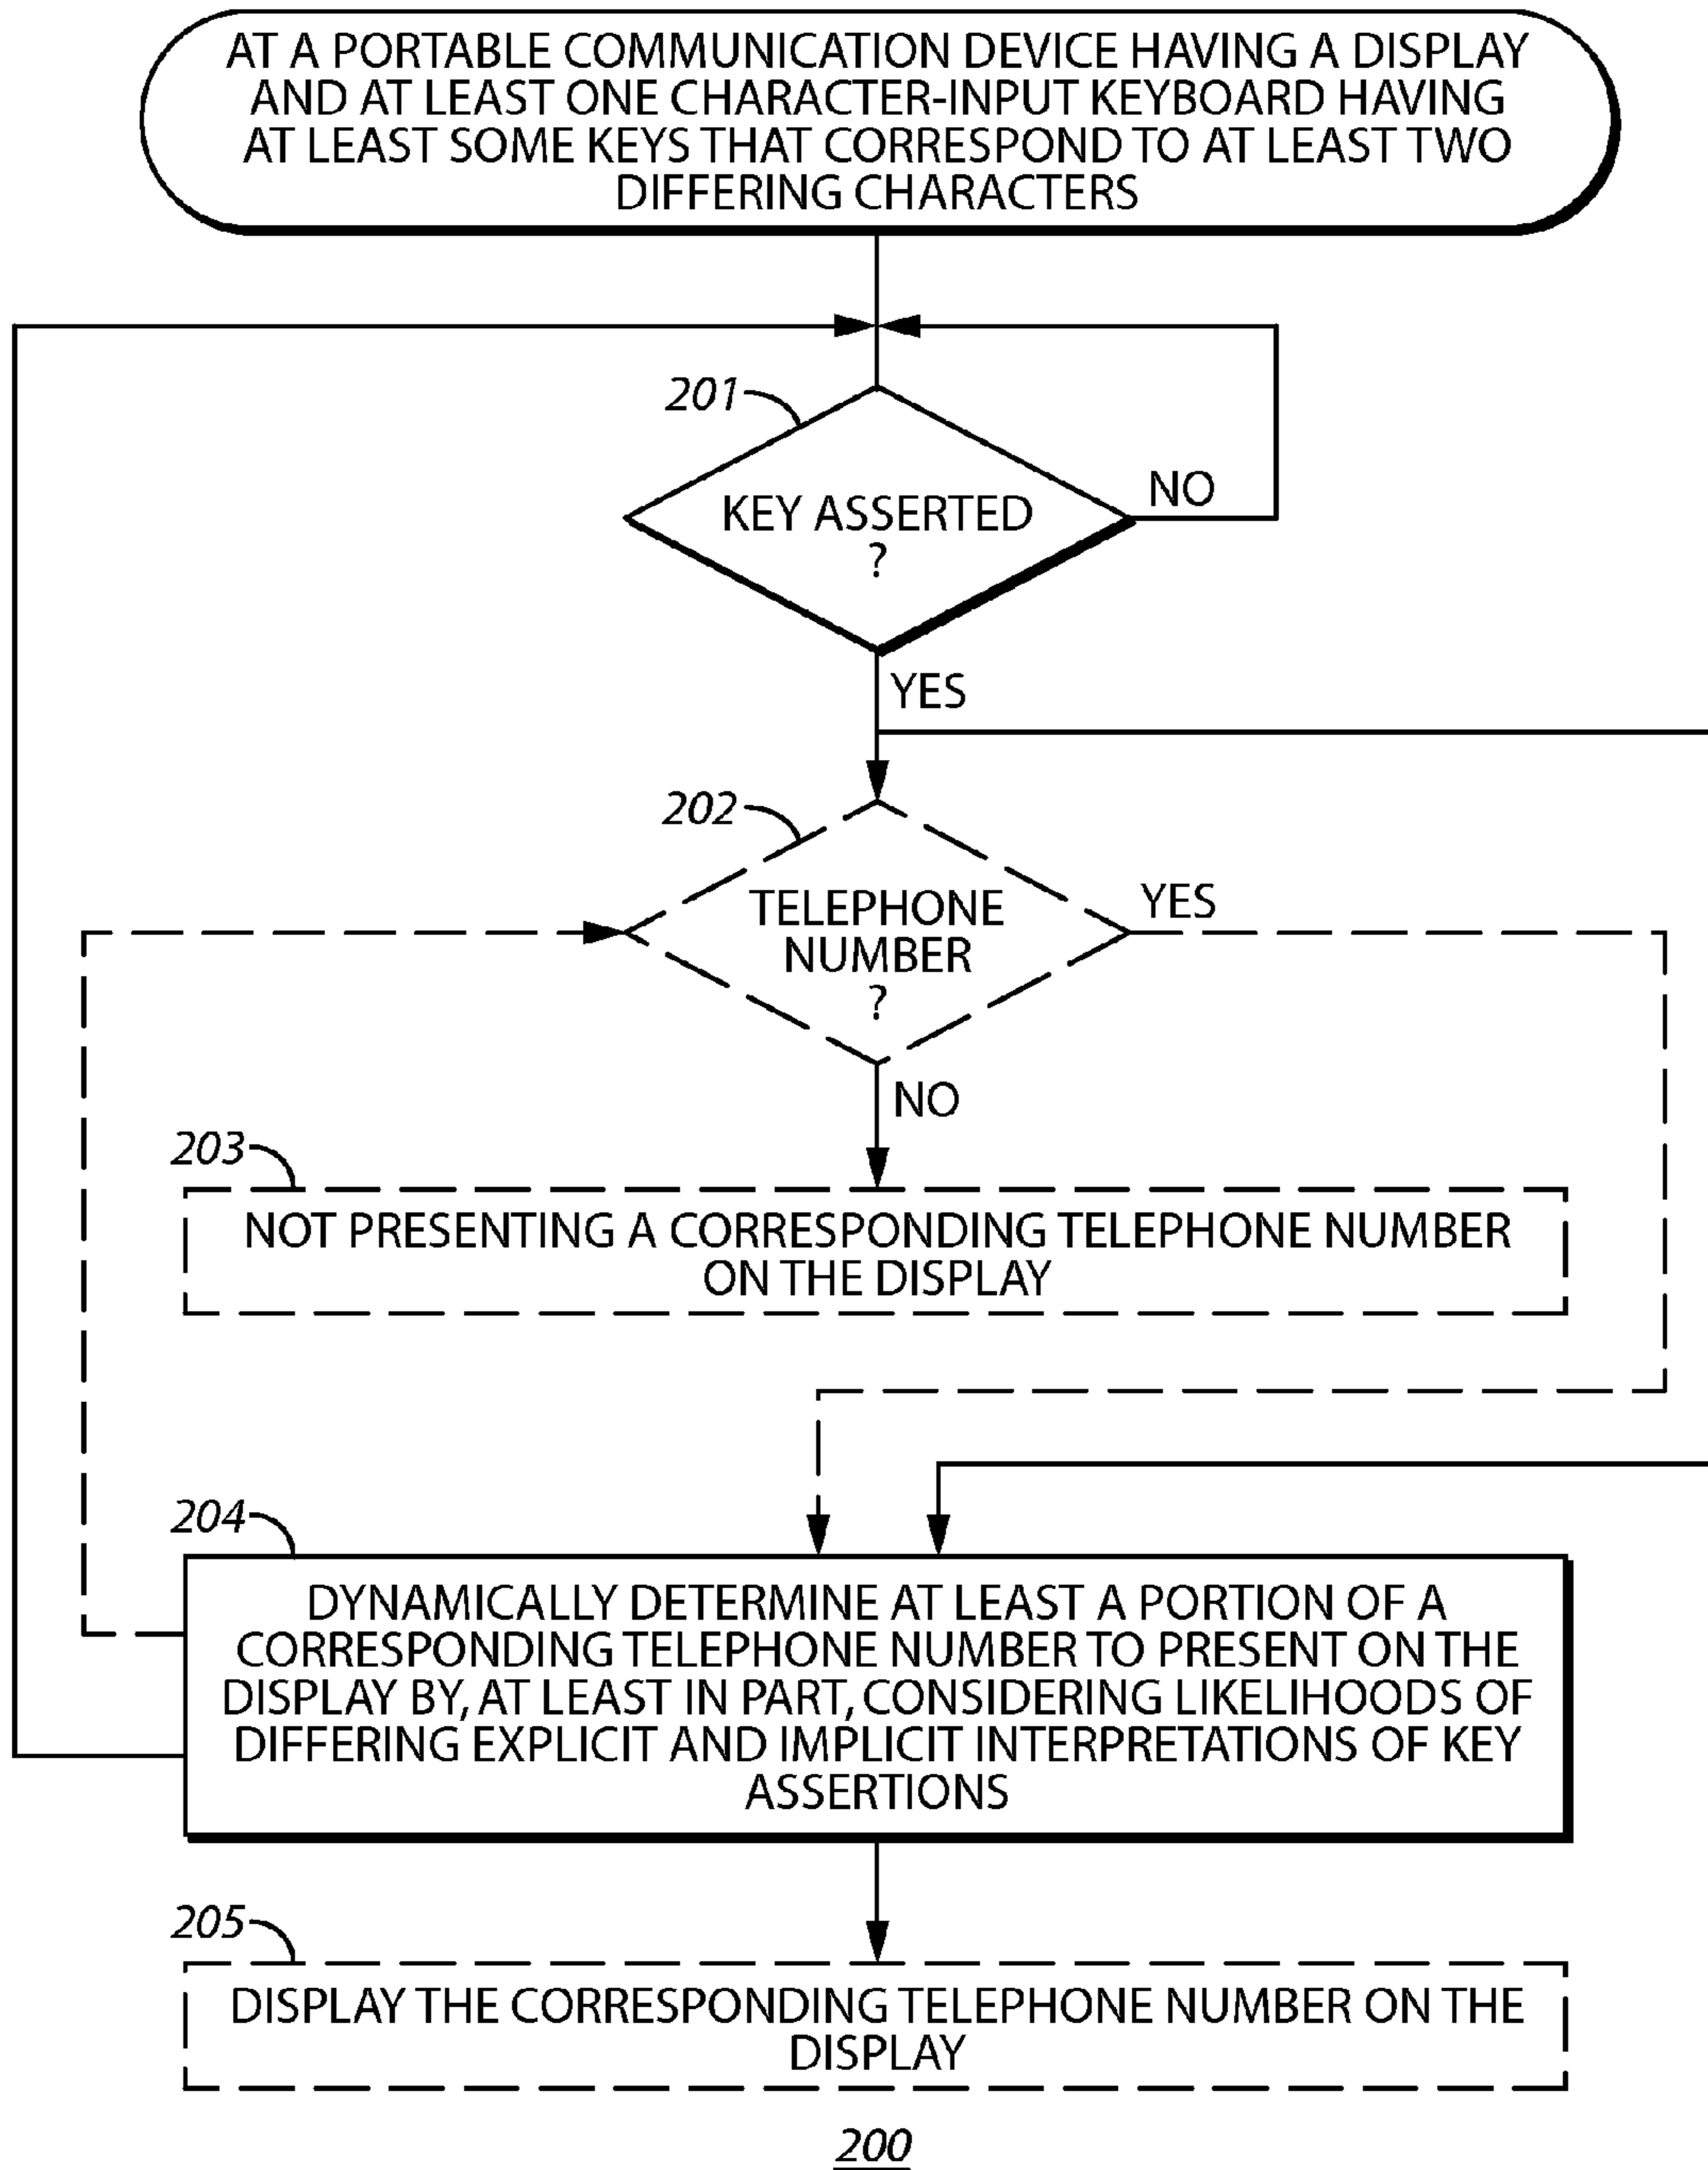 AT A PORTABLE COMMUNICATION DEVICE HAVING A DISPLAY
AND AT LEAST ONE CHARACTER-INPUT KEYBOARD HAVING
AT LEAST SOME KEYS THAT CORRESPOND TO AT LEAST TWO
DIFFERING CHARACTERS
201
KEY ASSERTED
?
NO
YES
202
TELEPHONE
NUMBER
?
YES
NO
203
NOT PRESENTING A CORRESPONDING TELEPHONE NUMBER
ON THE DISPLAY
204
DYNAMICALLY DETERMINE AT LEAST A PORTION OF A
CORRESPONDING TELEPHONE NUMBER TO PRESENT ON THE
DISPLAY BY, AT LEAST IN PART, CONSIDERING LIKELIHOODS OF
DIFFERING EXPLICIT AND IMPLICIT INTERPRETATIONS OF KEY
ASSERTIONS
205
DISPLAY THE CORRESPONDING TELEPHONE NUMBER ON THE
DISPLAY
200